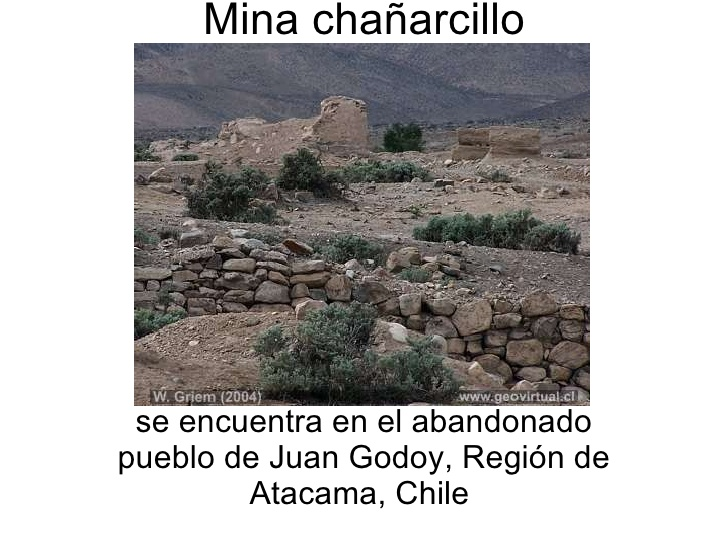 Mina chañarcillo
W. Griem (2004)
www.geovirtual.cl
se encuentra en el abandonado
pueblo de Juan Godoy, Región de
Atacama, Chile